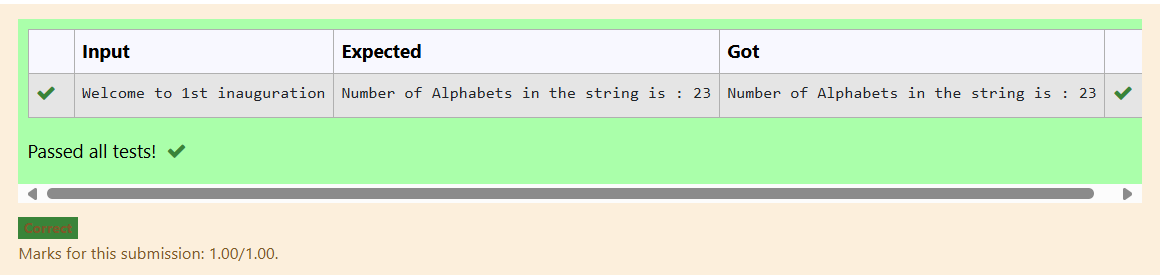 Input Expected Got
Welcome to 1st inauguration Number of Alphabets in the string is : 23 Number of Alphabets in the string is : 23
Passed all tests!
Correct
Marks for this submission: 1.00/1.00.